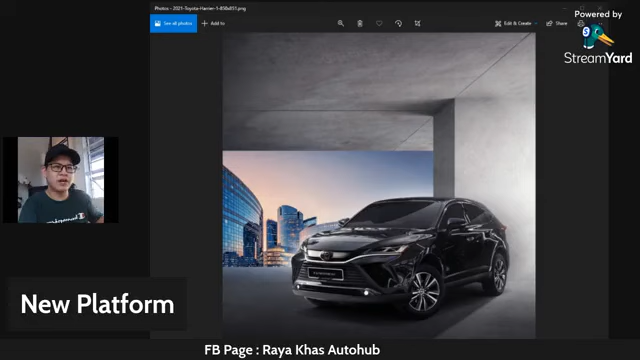 Photos - 2021-Toyota-Harrier-1-850x851.png
See all photos
Add to
Edit & Create
Share
Powered by
StreamYard
New Platform
FB Page : Raya Khas Autohub